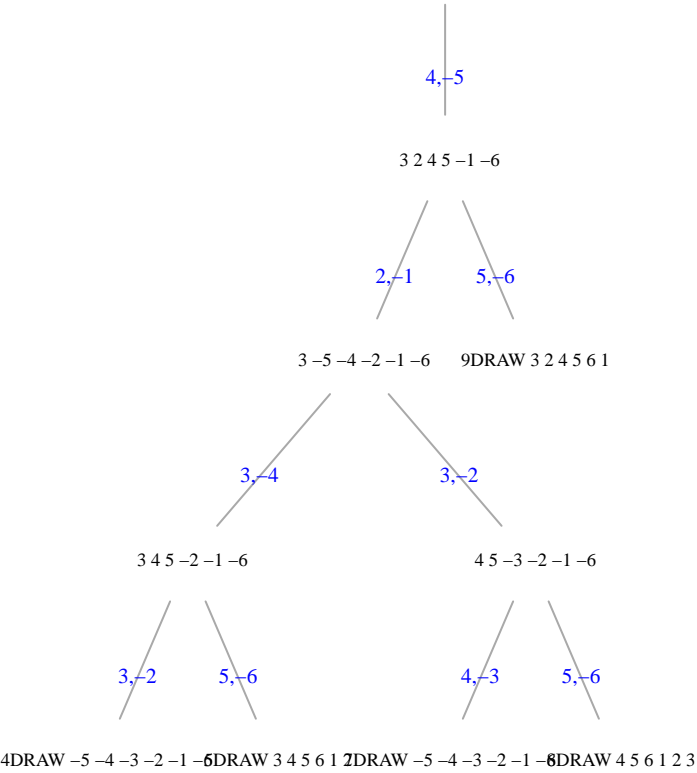 4,–5
3 2 4 5 –1 –6
2,–1 5,–6
3 –5 –4 –2 –1 –6 9DRAW 3 2 4 5 6 1
3,–4 3,–2
3 4 5 –2 –1 –6 4 5 –3 –2 –1 –6
3,–2 5,–6 4,–3 5,–6
4DRAW –5 –4 –3 –2 –1 –6 5DRAW 3 4 5 6 1 2 7DRAW –5 –4 –3 –2 –1 –6 8DRAW 4 5 6 1 2 3